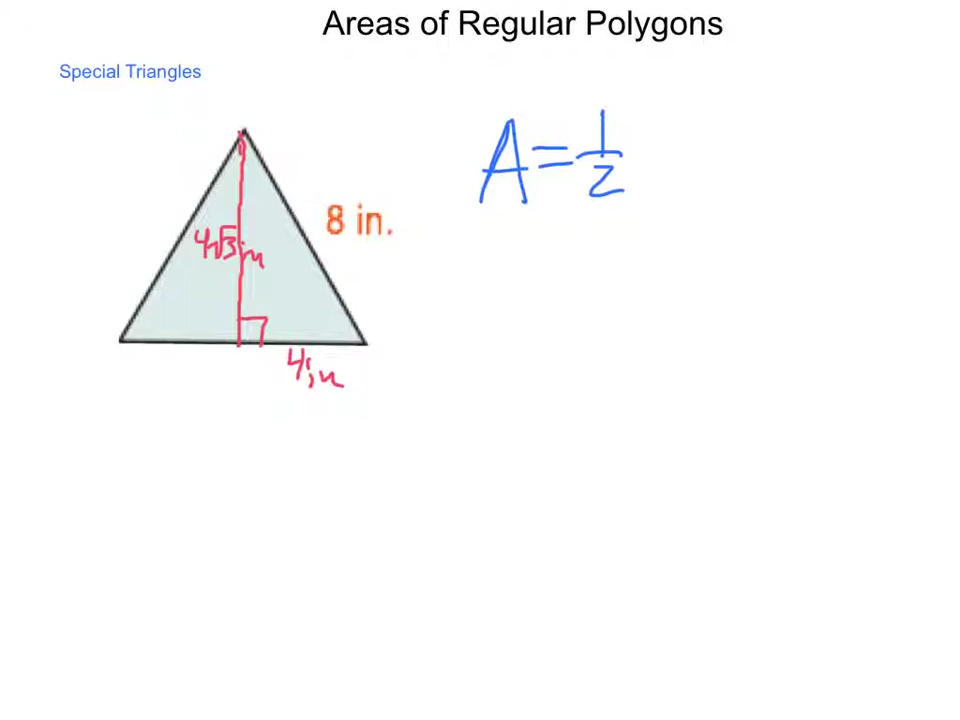 Areas of Regular Polygons
Special Triangles
A = 1/2
8 in.
4√3 in
4 in